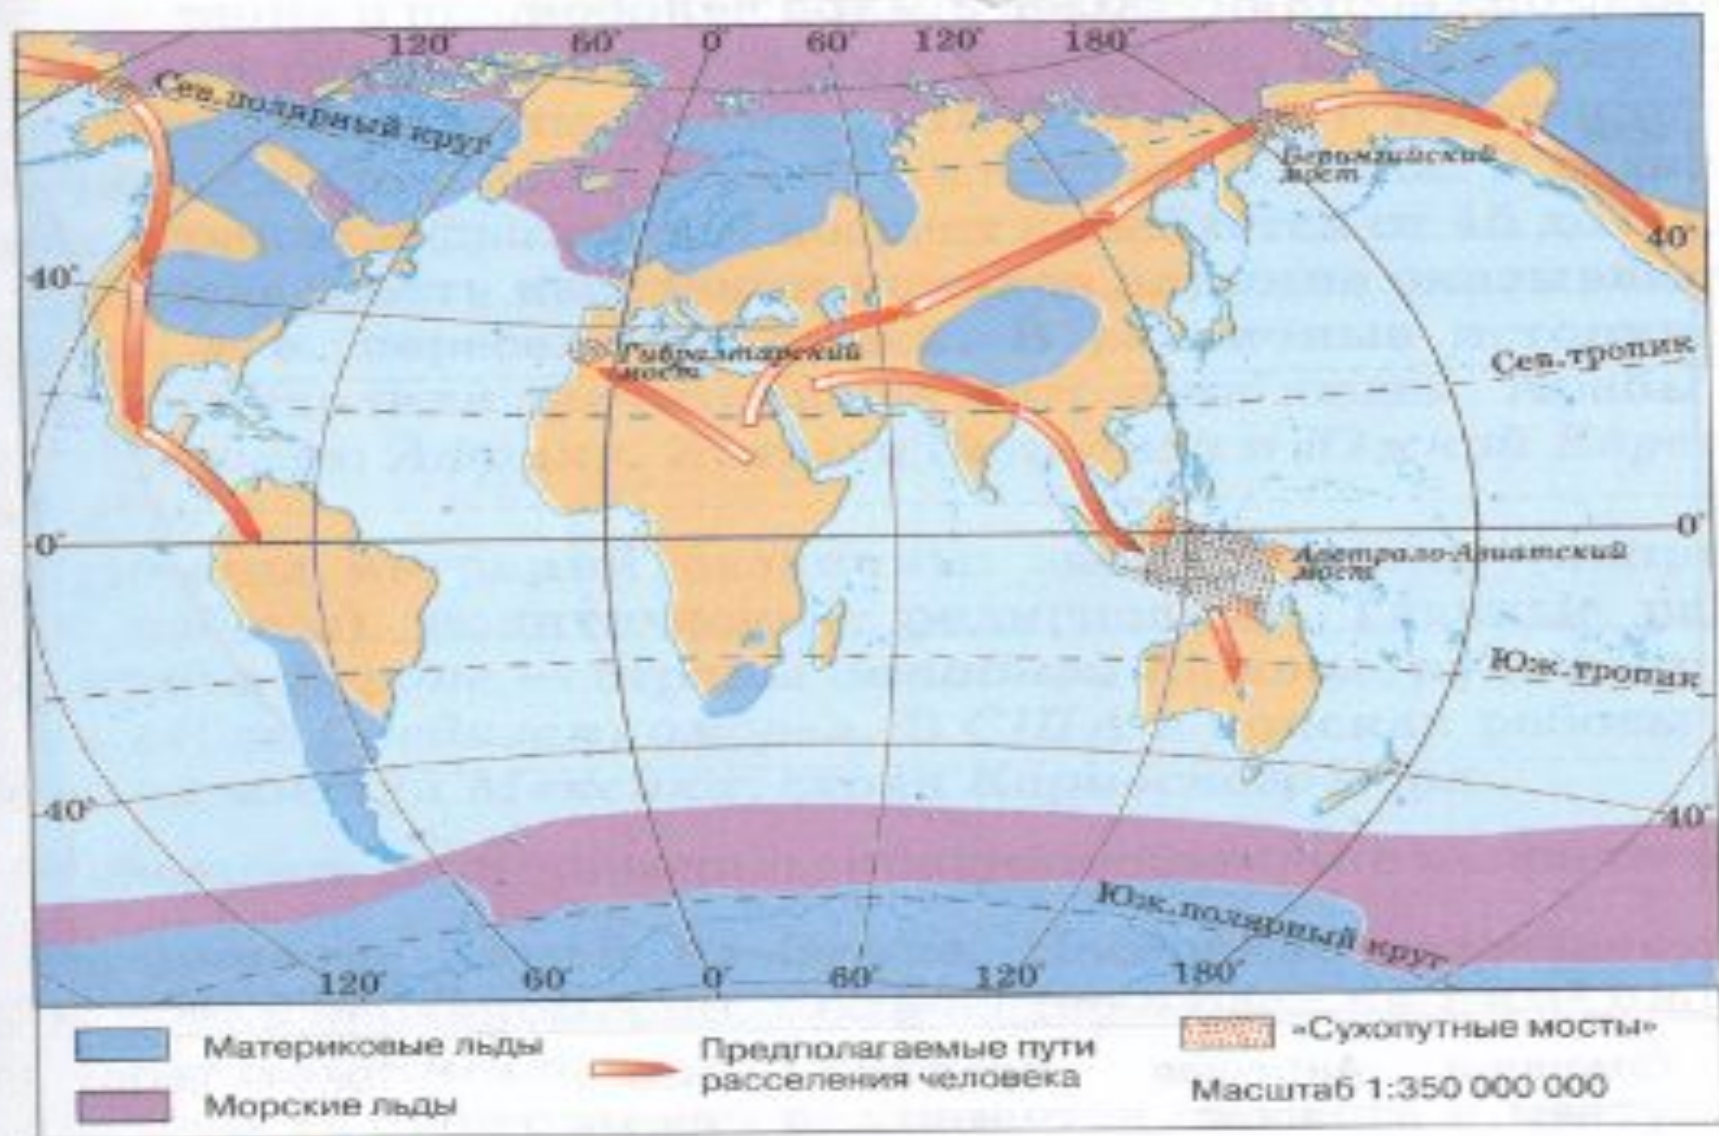 120° 60° 0° 60° 120° 180°
Сев. полярный круг
Берингийский
мост
40° 40°
Гибралтарский
мост
Сев. тропик
0° 0°
Австрало-Азиатский
мост
Юж. тропик
40° 40°
Юж. полярный круг
120° 60° 0° 60° 120° 180°
Материковые льды
Морские льды
Предполагаемые пути
расселения человека
«Сухопутные мосты»
Масштаб 1:350 000 000